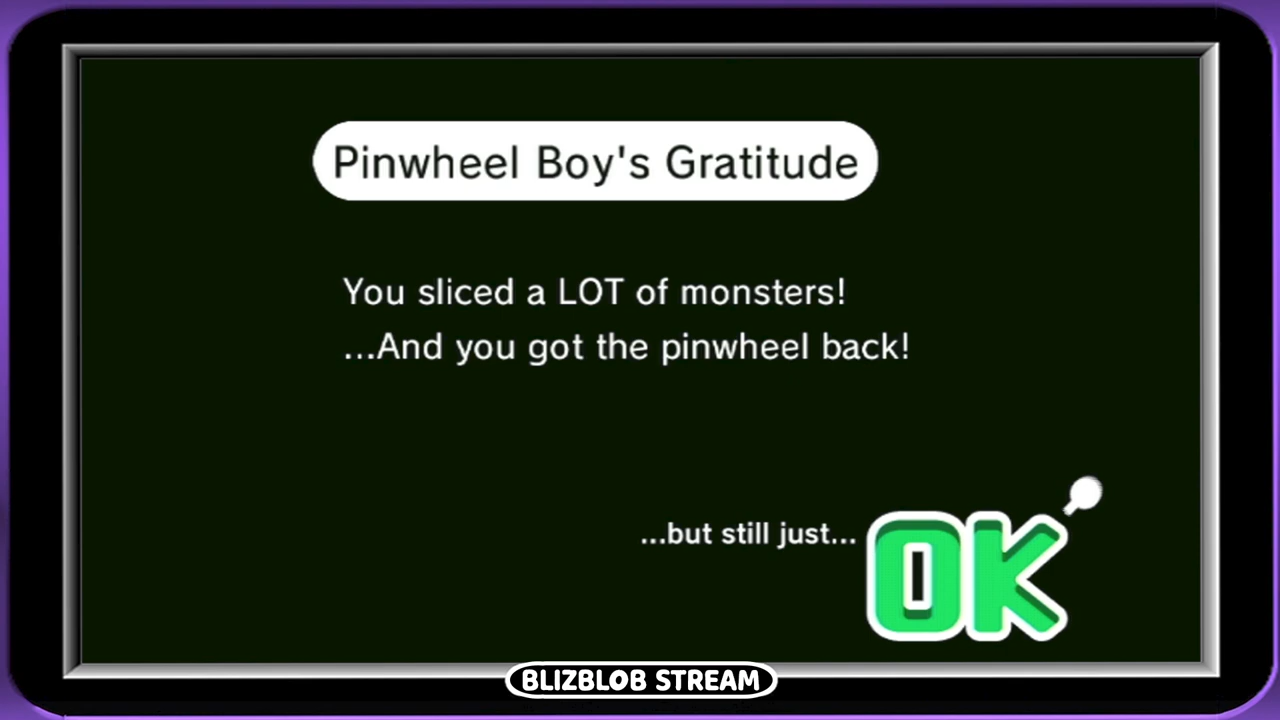 Pinwheel Boy's Gratitude
You sliced a LOT of monsters!
...And you got the pinwheel back!
...but still just... OK
BLIZBLOB STREAM